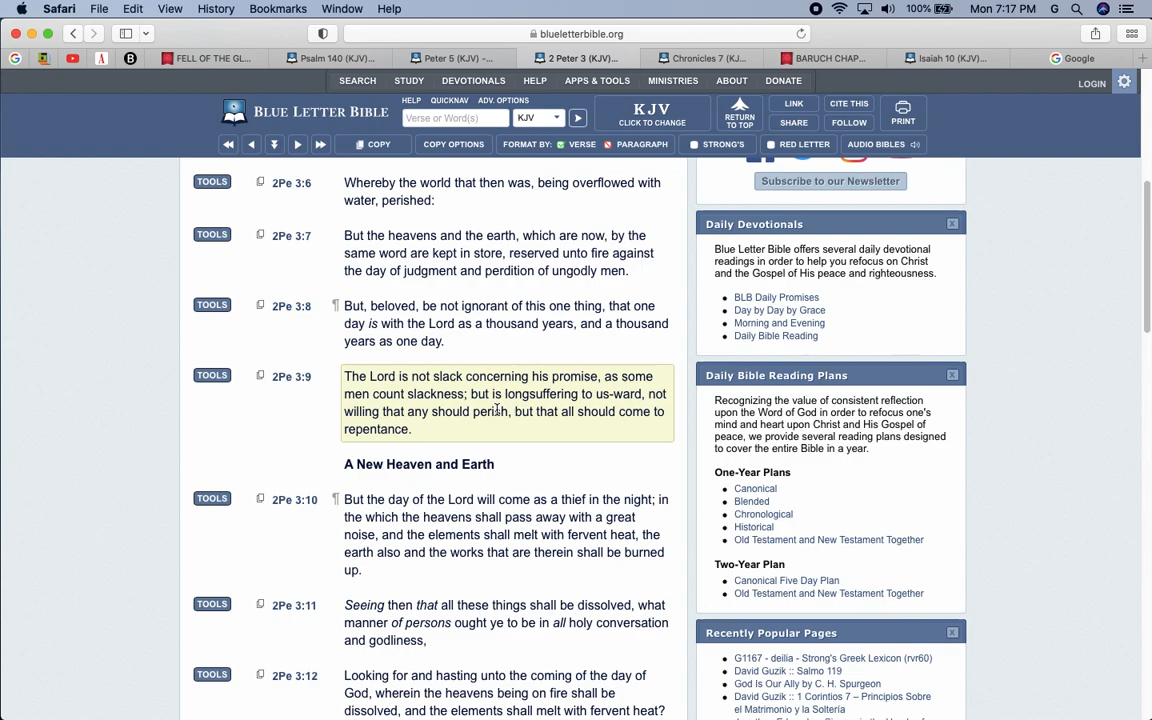 Safari File Edit View History Bookmarks Window Help 100% Mon 7:17 PM G
blueletterbible.org
FELL OF THE GL... Psalm 140 (KJV)... Peter 5 (KJV) -... 2 Peter 3 (KJV)... Chronicles 7 (KJ... BARUCH CHAP... Isaiah 10 (KJV)... Google
SEARCH STUDY DEVOTIONALS HELP APPS & TOOLS MINISTRIES ABOUT DONATE LOGIN
BLUE LETTER BIBLE
HELP QUICKNAV ADV. OPTIONS
Verse or Word(s) KJV
KJV
CLICK TO CHANGE
RETURN
TO TOP
LINK CITE THIS
SHARE FOLLOW
PRINT
COPY COPY OPTIONS FORMAT BY: VERSE PARAGRAPH STRONG'S RED LETTER AUDIO BIBLES
TOOLS 2Pe 3:6 Whereby the world that then was, being overflowed with
water, perished:
TOOLS 2Pe 3:7 But the heavens and the earth, which are now, by the
same word are kept in store, reserved unto fire against
the day of judgment and perdition of ungodly men.
TOOLS 2Pe 3:8 ¶ But, beloved, be not ignorant of this one thing, that one
day is with the Lord as a thousand years, and a thousand
years as one day.
TOOLS 2Pe 3:9 The Lord is not slack concerning his promise, as some
men count slackness; but is longsuffering to us-ward, not
willing that any should perish, but that all should come to
repentance.
A New Heaven and Earth
TOOLS 2Pe 3:10 ¶ But the day of the Lord will come as a thief in the night; in
the which the heavens shall pass away with a great
noise, and the elements shall melt with fervent heat, the
earth also and the works that are therein shall be burned
up.
TOOLS 2Pe 3:11 Seeing then that all these things shall be dissolved, what
manner of persons ought ye to be in all holy conversation
and godliness,
TOOLS 2Pe 3:12 Looking for and hasting unto the coming of the day of
God, wherein the heavens being on fire shall be
dissolved, and the elements shall melt with fervent heat?
Subscribe to our Newsletter
Daily Devotionals
Blue Letter Bible offers several daily devotional
readings in order to help you refocus on Christ
and the Gospel of His peace and righteousness.
BLB Daily Promises
Day by Day by Grace
Morning and Evening
Daily Bible Reading
Daily Bible Reading Plans
Recognizing the value of consistent reflection
upon the Word of God in order to refocus one's
mind and heart upon Christ and His Gospel of
peace, we provide several reading plans designed
to cover the entire Bible in a year.
One-Year Plans
Canonical
Blended
Chronological
Historical
Old Testament and New Testament Together
Two-Year Plan
Canonical Five Day Plan
Old Testament and New Testament Together
Recently Popular Pages
G1167 - deilia - Strong's Greek Lexicon (rvr60)
David Guzik :: Salmo 119
God Is Our Ally by C. H. Spurgeon
David Guzik :: 1 Corintios 7 – Principios Sobre
el Matrimonio y la Soltería